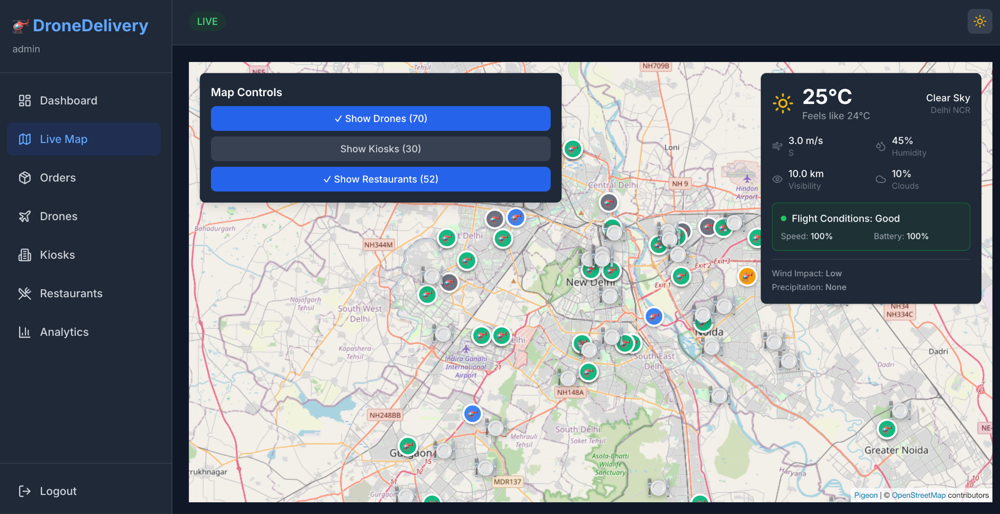 DroneDelivery
admin
Dashboard
Live Map
Orders
Drones
Kiosks
Restaurants
Analytics
Logout
LIVE
Map Controls
✓ Show Drones (70)
Show Kiosks (30)
✓ Show Restaurants (52)
25°C
Feels like 24°C
Clear Sky
Delhi NCR
3.0 m/s
S
45%
Humidity
10.0 km
Visibility
10%
Clouds
Flight Conditions: Good
Speed: 100%
Battery: 100%
Wind Impact: Low
Precipitation: None
Tehsil
NH709B
NE5
Loni
Central Delhi
NH 9
Hindon
Airport
Bahadurgarh
NH344M
t Delhi
Exit 2
Exit 3
Exit 1
New Delhi
Najafgarh
Tehsil
South West
Delhi
NH34
NH334C
Noida
Kapashera
Tehsil
Indira Gandhi
International
Airport
21
elhi
South East
Delhi
Dadri
Dadri
NH148A
7
8
NH248BB
Mehrauli
Tehsil
South Delhi
Saket Tehsil
NE-
Gurgaon
15
Greater Noida
Asola-Bhatti
Wildlife
Sanctuary
rukhnagar
12
MDR137
Haryana
10
10
11
Gurgaon
Pigeon | © OpenStreetMap contributors